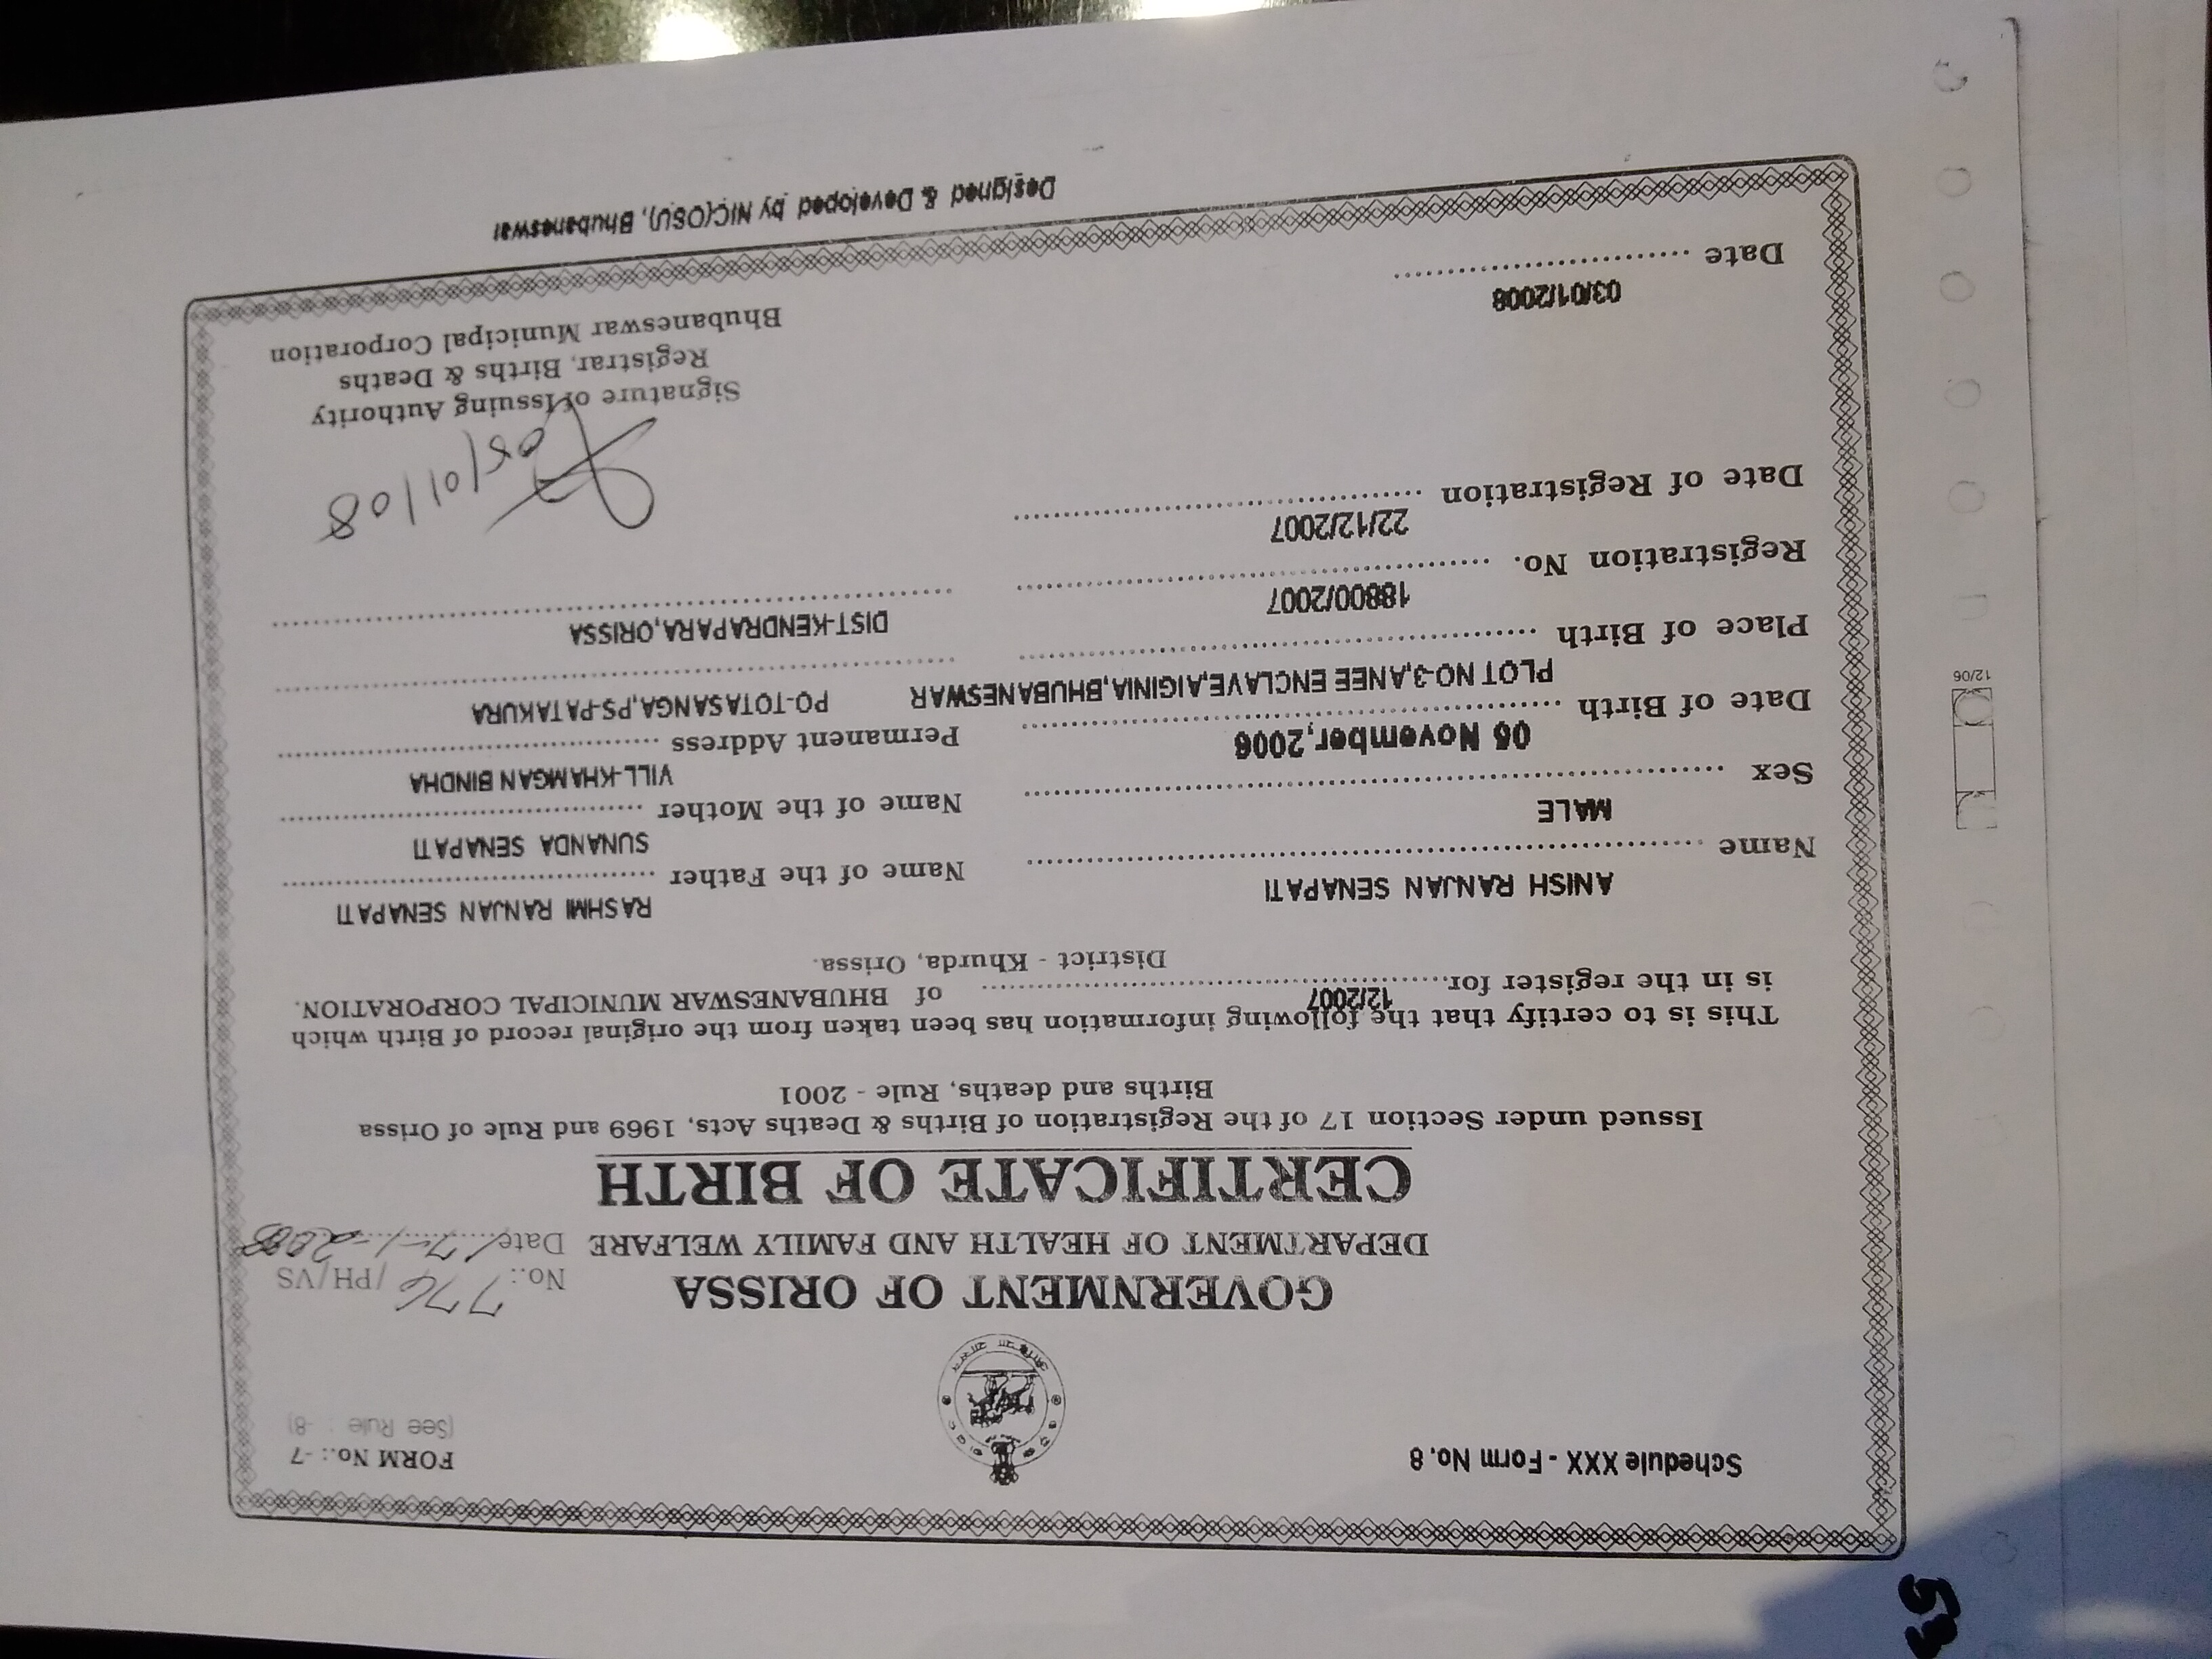 Schedule XXX - Form No. 8
FORM No.: -7
(See Rule : -8)
GOVERNMENT OF ORISSA
No.: 776/PH/VS
DEPARTMENT OF HEALTH AND FAMILY WELFARE
Date 17-1-2008
CERTIFICATE OF BIRTH
Issued under Section 17 of the Registration of Births & Deaths Acts, 1969 and Rule of Orissa
Births and deaths, Rule - 2001
This is to certify that the following information has been taken from the original record of Birth which
is in the register for 12/2007 of BHUBANESWAR MUNICIPAL CORPORATION.
District - Khurda, Orissa.
Name ANISH RANJAN SENAPATI
Sex MALE
Date of Birth 05 November,2006
Place of Birth PLOT NO-3,ANEE ENCLAVE,AIGINIA,BHUBANESWAR
Registration No. 18800/2007
Date of Registration 22/12/2007
Name of the Father RASHMI RANJAN SENAPATI
Name of the Mother SUNANDA SENAPATI
Permanent Address VILL-KHAMGAN BINDHA
PO-TOTASANGA,PS-PATAKURA
DIST-KENDRAPARA,ORISSA
05/01/08
Signature of Issuing Authority
Registrar, Births & Deaths
Bhubaneswar Municipal Corporation
Date 03/01/2008
Designed & Developed by NIC(OSU), Bhubaneswar
12/06